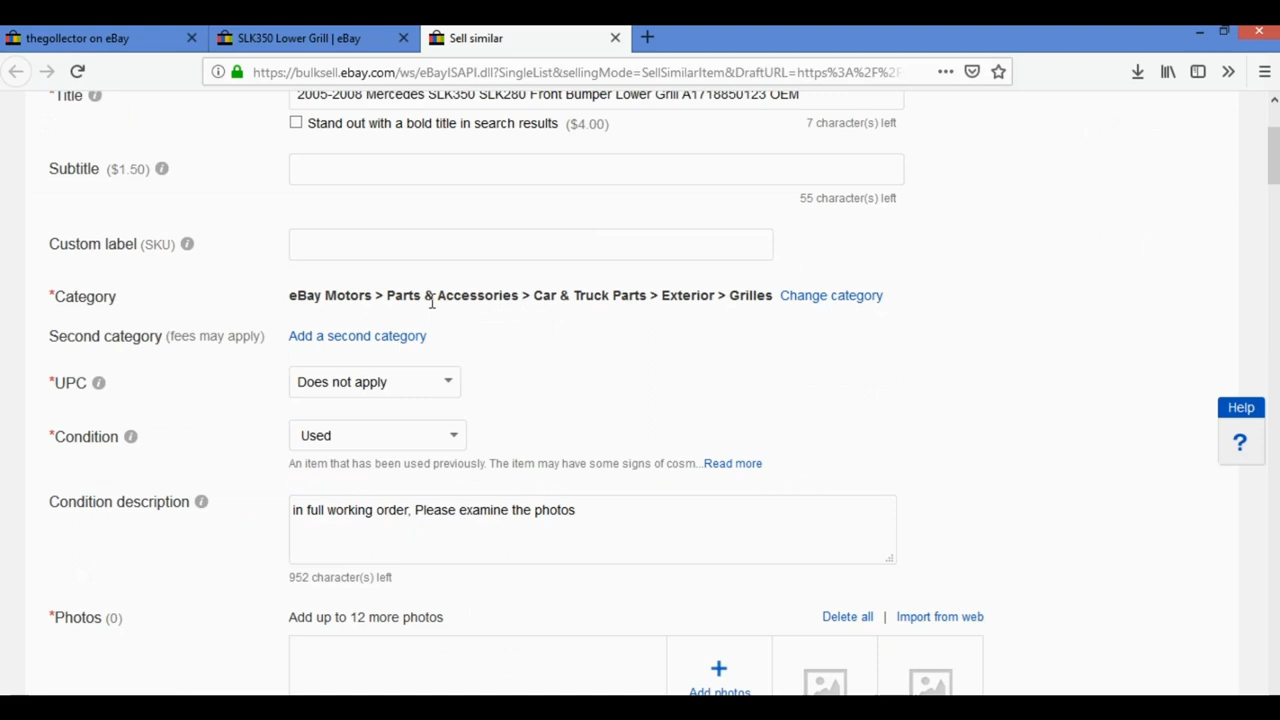 thegollector on eBay
SLK350 Lower Grill | eBay
Sell similar
https://bulksell.ebay.com/ws/eBayISAPI.dll?SingleList&sellingMode=SellSimilarItem&DraftURL=https%3A%2F%2F
*Title
2005-2008 Mercedes SLK350 SLK280 Front Bumper Lower Grill A1718850123 OEM
Stand out with a bold title in search results ($4.00)
7 character(s) left
Subtitle ($1.50)
55 character(s) left
Custom label (SKU)
*Category
eBay Motors > Parts & Accessories > Car & Truck Parts > Exterior > Grilles Change category
Second category (fees may apply)
Add a second category
*UPC
Does not apply
Help
?
*Condition
Used
An item that has been used previously. The item may have some signs of cosm...Read more
Condition description
in full working order, Please examine the photos
952 character(s) left
*Photos (0)
Add up to 12 more photos
Delete all | Import from web
Add photos